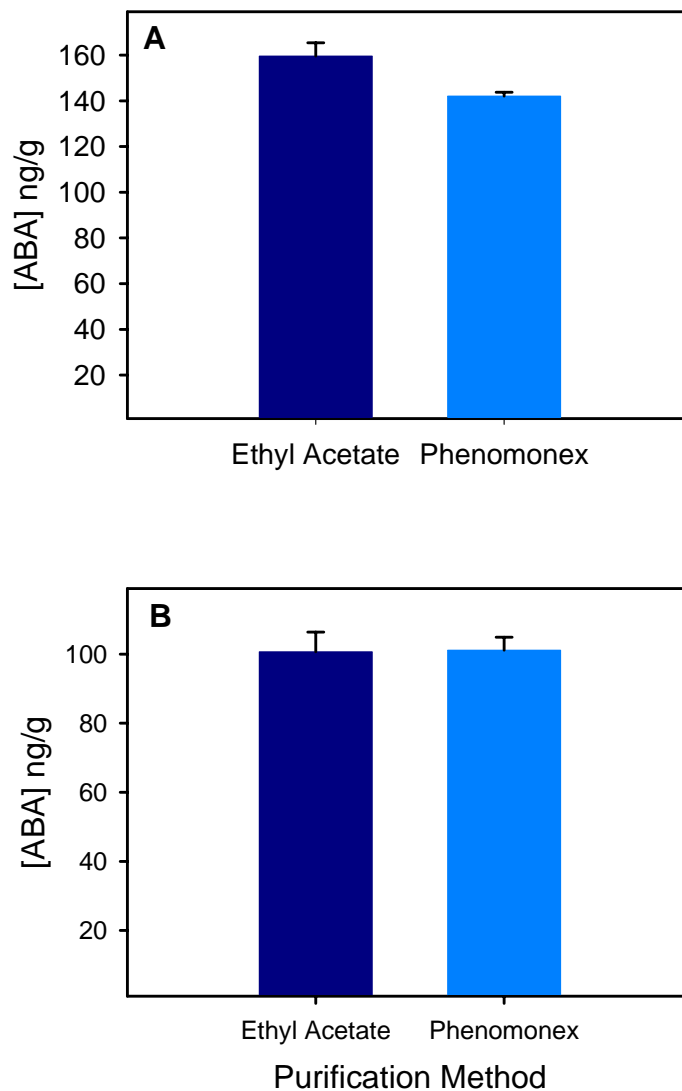 A
160
140
120
100
80
60
40
20
[ABA] ng/g
Ethyl Acetate Phenomonex
B
100
80
60
40
20
[ABA] ng/g
Ethyl Acetate Phenomonex
Purification Method